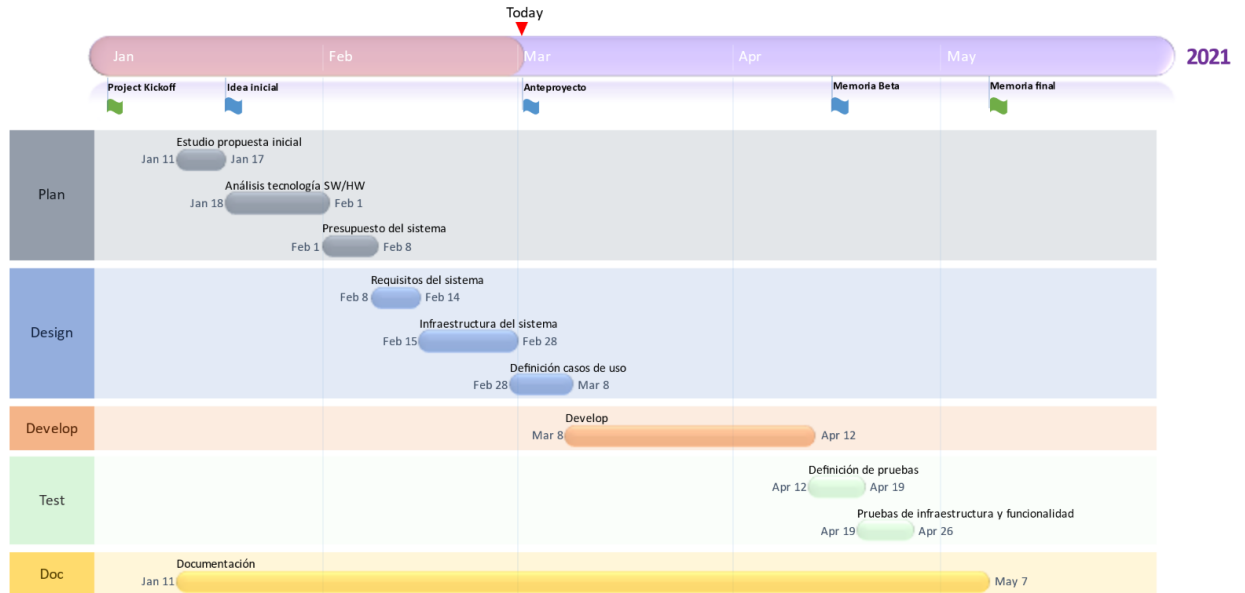 Today
Jan Feb Mar Apr May 2021
Project Kickoff Idea inicial Anteproyecto Memoria Beta Memoria final
Plan
Estudio propuesta inicial
Jan 11 Jan 17
Análisis tecnología SW/HW
Jan 18 Feb 1
Presupuesto del sistema
Feb 1 Feb 8
Design
Requisitos del sistema
Feb 8 Feb 14
Infraestructura del sistema
Feb 15 Feb 28
Definición casos de uso
Feb 28 Mar 8
Develop
Develop
Mar 8 Apr 12
Test
Definición de pruebas
Apr 12 Apr 19
Pruebas de infraestructura y funcionalidad
Apr 19 Apr 26
Doc
Documentación
Jan 11 May 7